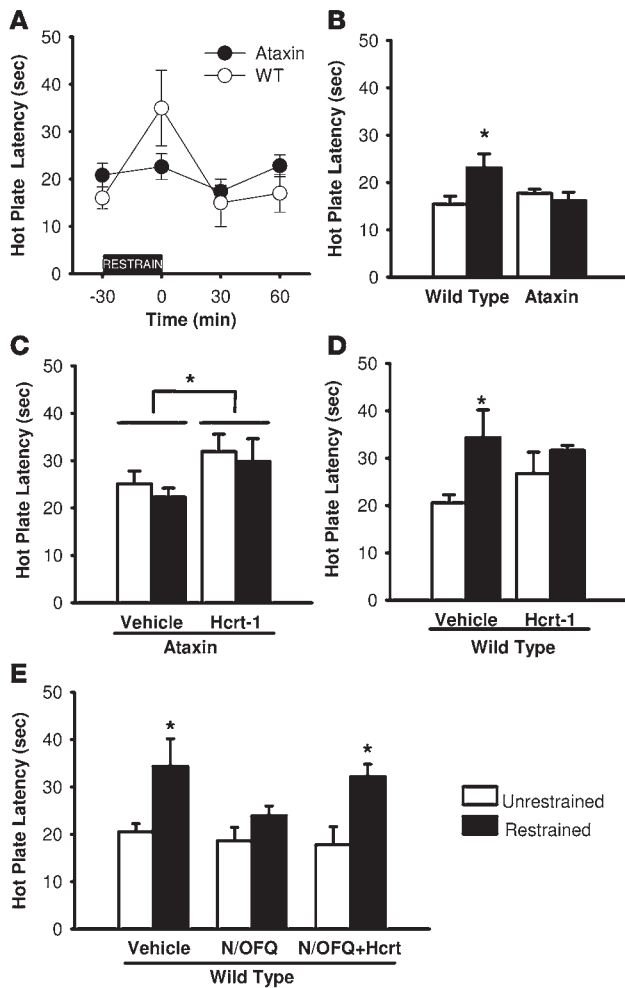 A
Hot Plate Latency (sec)
50
40
30
20
10
0
Ataxin
WT
RESTRAIN
-30 0 30 60
Time (min)
B
Hot Plate Latency (sec)
50
40
30
20
10
0
*
Wild Type Ataxin
C
Hot Plate Latency (sec)
50
40
30
20
10
0
*
Vehicle Hcrt-1
Ataxin
D
Hot Plate Latency (sec)
50
40
30
20
10
0
*
Vehicle Hcrt-1
Wild Type
E
Hot Plate Latency (sec)
50
40
30
20
10
0
* *
Vehicle N/OFQ N/OFQ+Hcrt
Wild Type
Unrestrained
Restrained